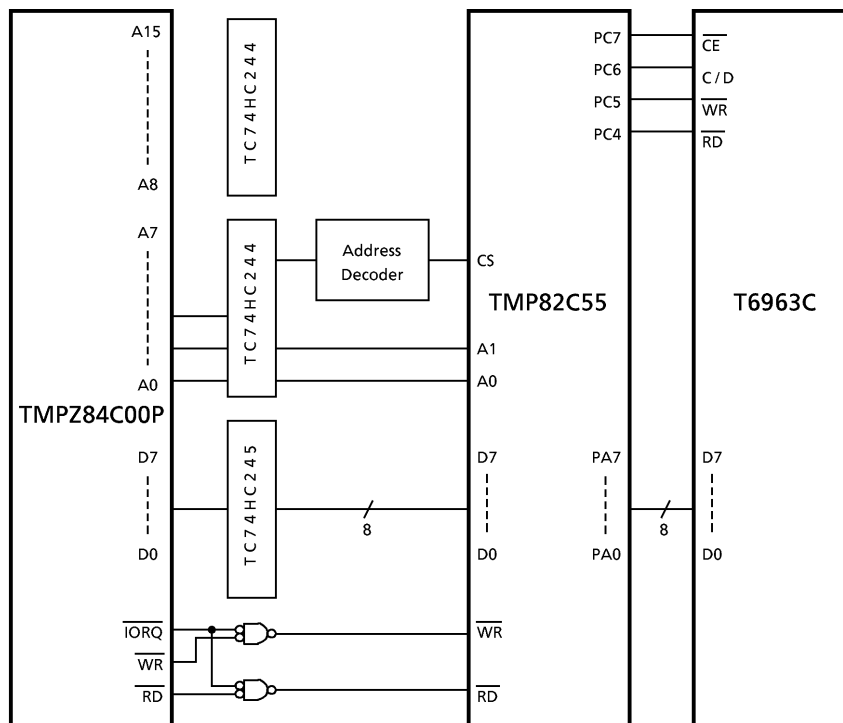 A15
A8
A7
A0
TMPZ84C00P
D7
D0
IORQ
WR
RD
TC74HC244
TC74HC244
TC74HC245
Address
Decoder
8
CS
TMP82C55
A1
A0
D7
D0
WR
RD
PC7
PC6
PC5
PC4
PA7
PA0
8
CE
C/D
WR
RD
T6963C
D7
D0